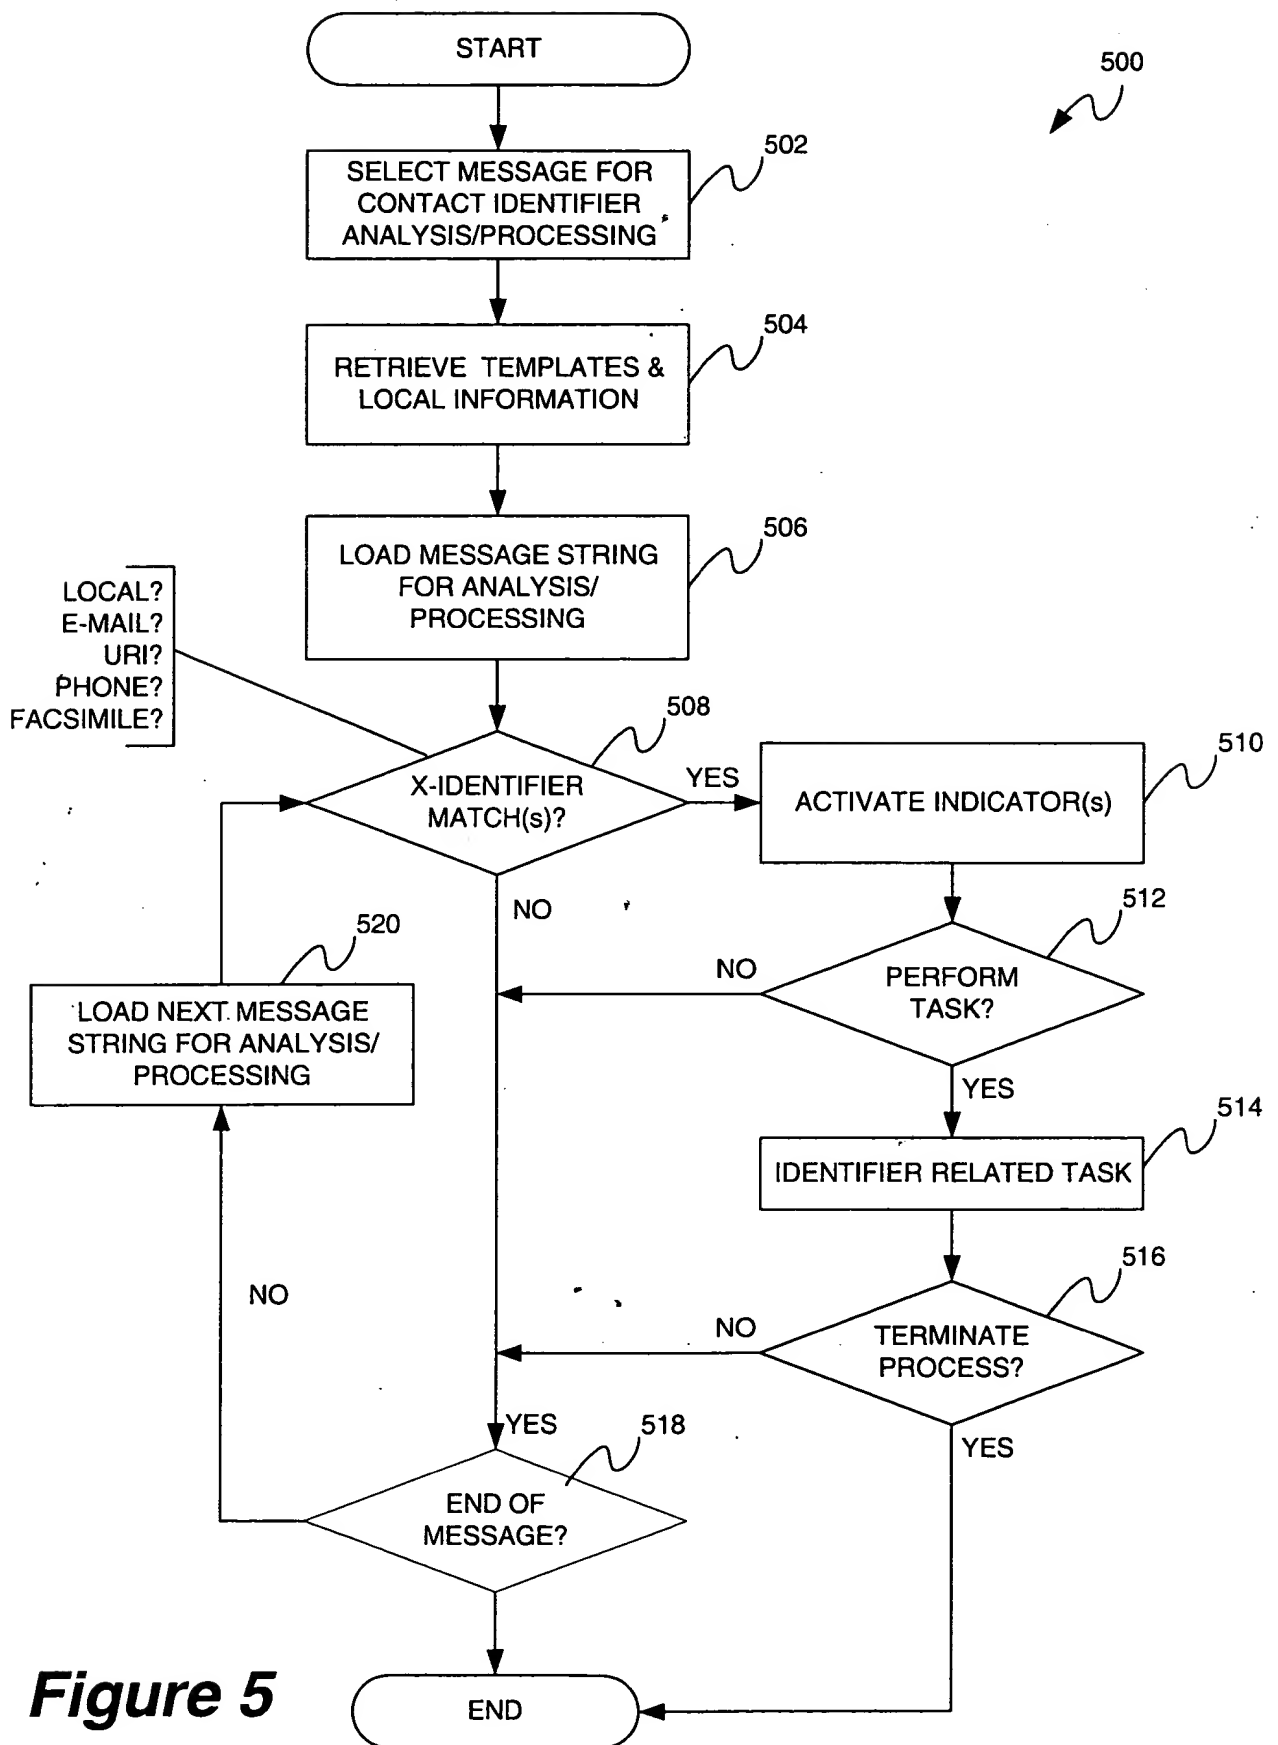 START
500
502
SELECT MESSAGE FOR
CONTACT IDENTIFIER
ANALYSIS/PROCESSING
504
RETRIEVE TEMPLATES &
LOCAL INFORMATION
506
LOAD MESSAGE STRING
FOR ANALYSIS/
PROCESSING
LOCAL?
E-MAIL?
URI?
PHONE?
FACSIMILE?
508
X-IDENTIFIER
MATCH(s)?
YES
510
ACTIVATE INDICATOR(s)
NO
512
PERFORM
TASK?
NO
YES
520
LOAD NEXT MESSAGE
STRING FOR ANALYSIS/
PROCESSING
514
IDENTIFIER RELATED TASK
516
TERMINATE
PROCESS?
NO
YES
NO
YES
518
END OF
MESSAGE?
END
Figure 5